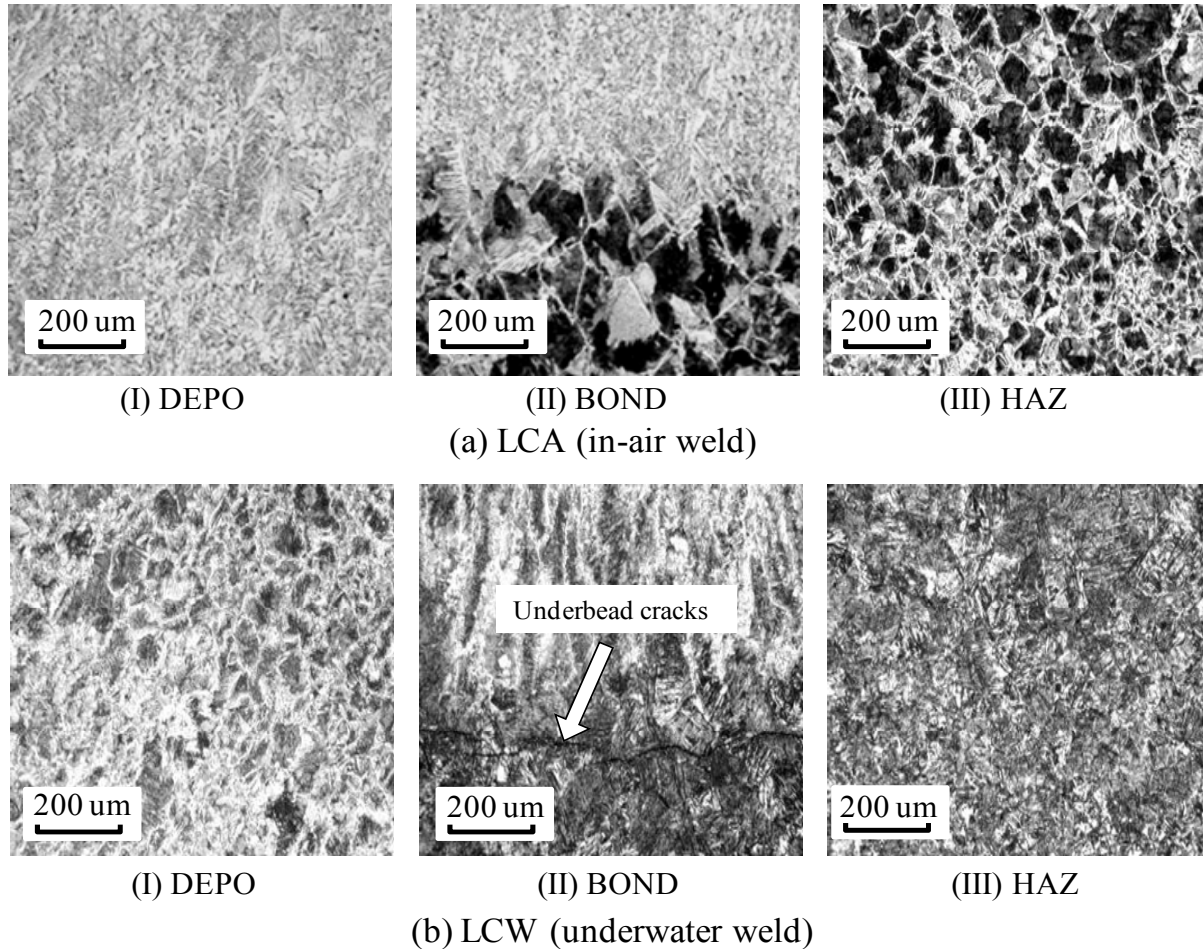 200 um
200 um
200 um
(I) DEPO
(II) BOND
(III) HAZ
(a) LCA (in-air weld)
Underbead cracks
200 um
200 um
200 um
(I) DEPO
(II) BOND
(III) HAZ
(b) LCW (underwater weld)